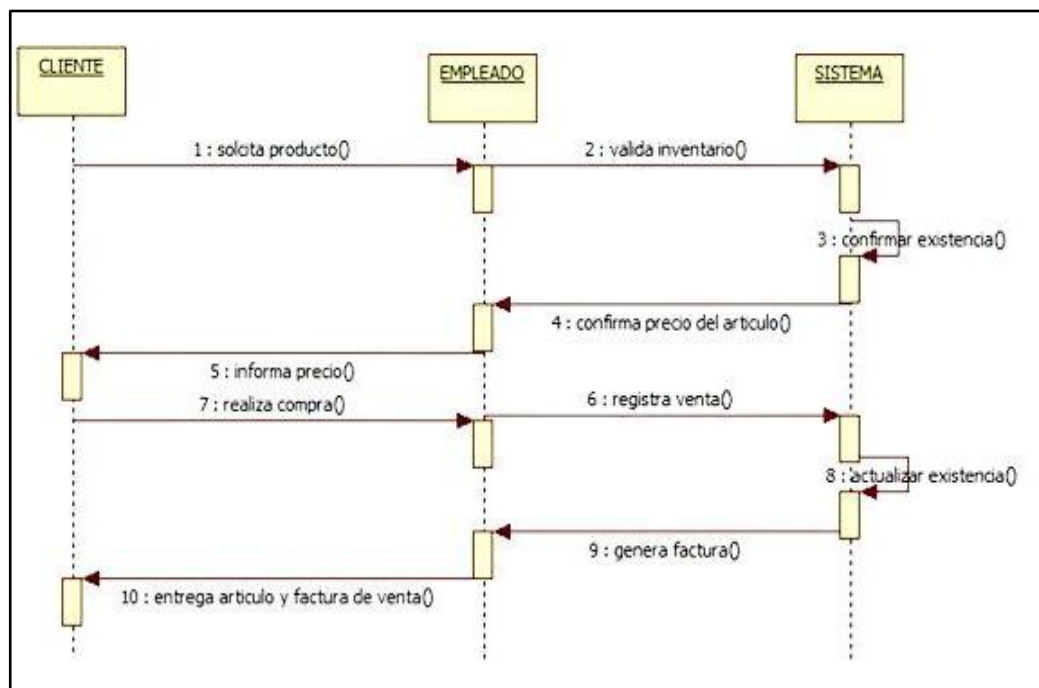 CLIENTE
EMPLEADO
SISTEMA
1 : solcita producto()
2 : valida inventario()
3 : confirmar existencia()
4 : confirma precio del articulo()
5 : informa precio()
7 : realiza compra()
6 : registra venta()
8 : actualizar existencia()
9 : genera factura()
10 : entrega articulo y factura de venta()